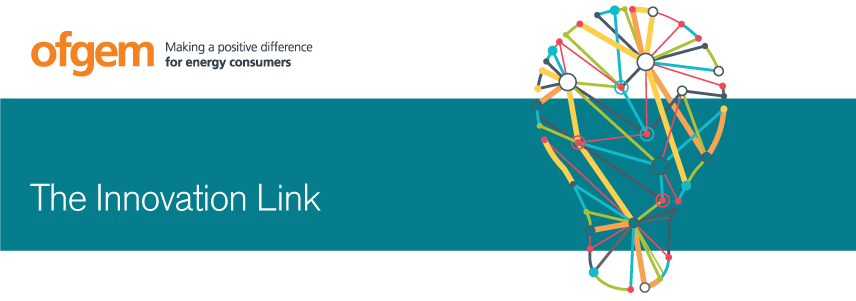 ofgem
Making a positive difference
for energy consumers
The Innovation Link